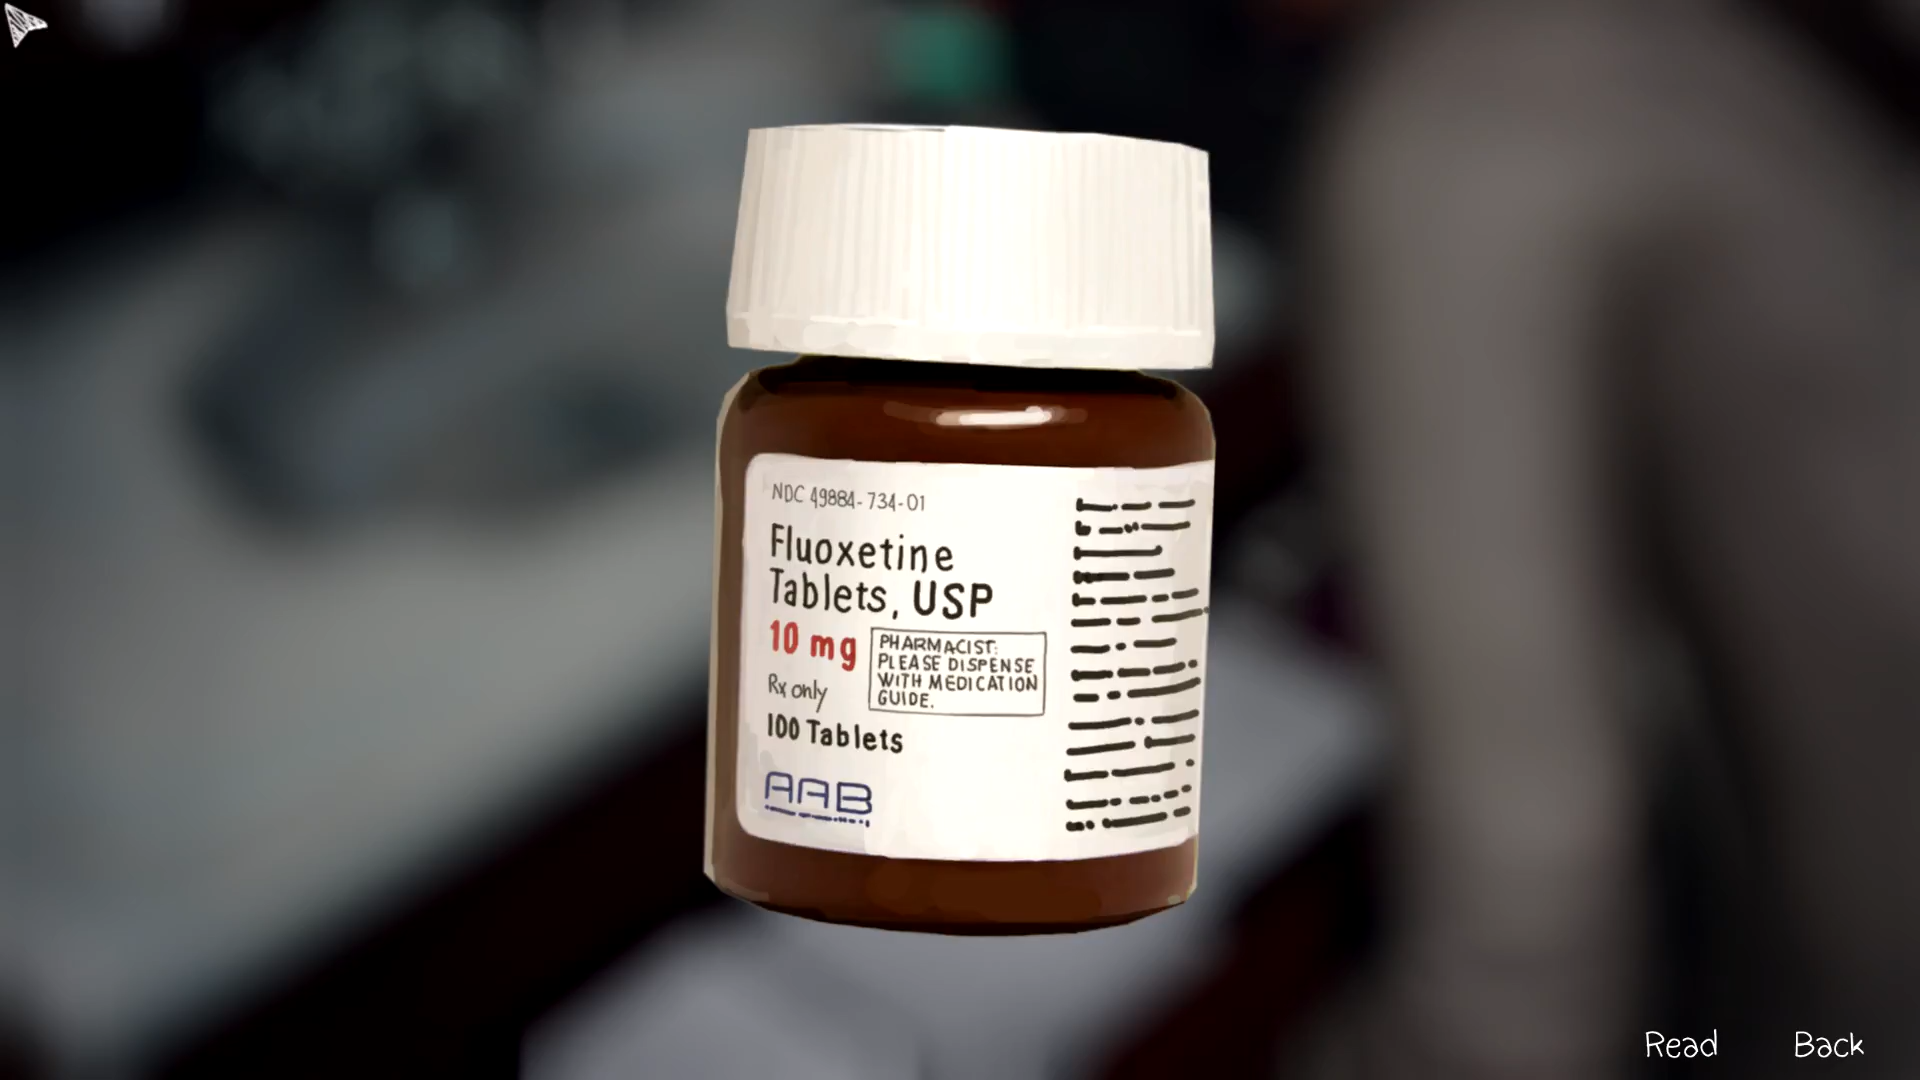 NDC 49884-734-01
Fluoxetine
Tablets, USP
10 mg
PHARMACIST:
PLEASE DISPENSE
WITH MEDICATION
GUIDE.
Rx only
100 Tablets
AAB
Read
Back